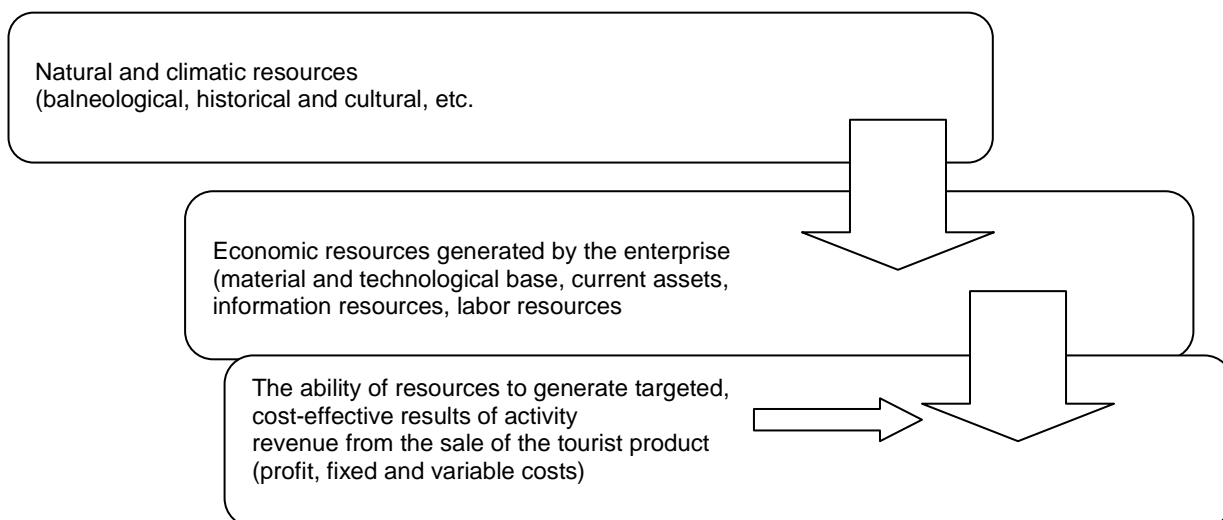 Natural and climatic resources
(balneological, historical and cultural, etc.
Economic resources generated by the enterprise
(material and technological base, current assets,
information resources, labor resources
The ability of resources to generate targeted,
cost-effective results of activity
revenue from the sale of the tourist product
(profit, fixed and variable costs)